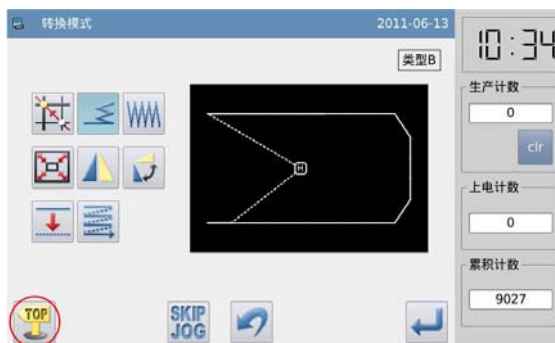 转换模式 2011-06-13
类型B
10:34
生产计数
0
clr
上电计数
0
累积计数
9027
H
TOP
SKIP
JOG